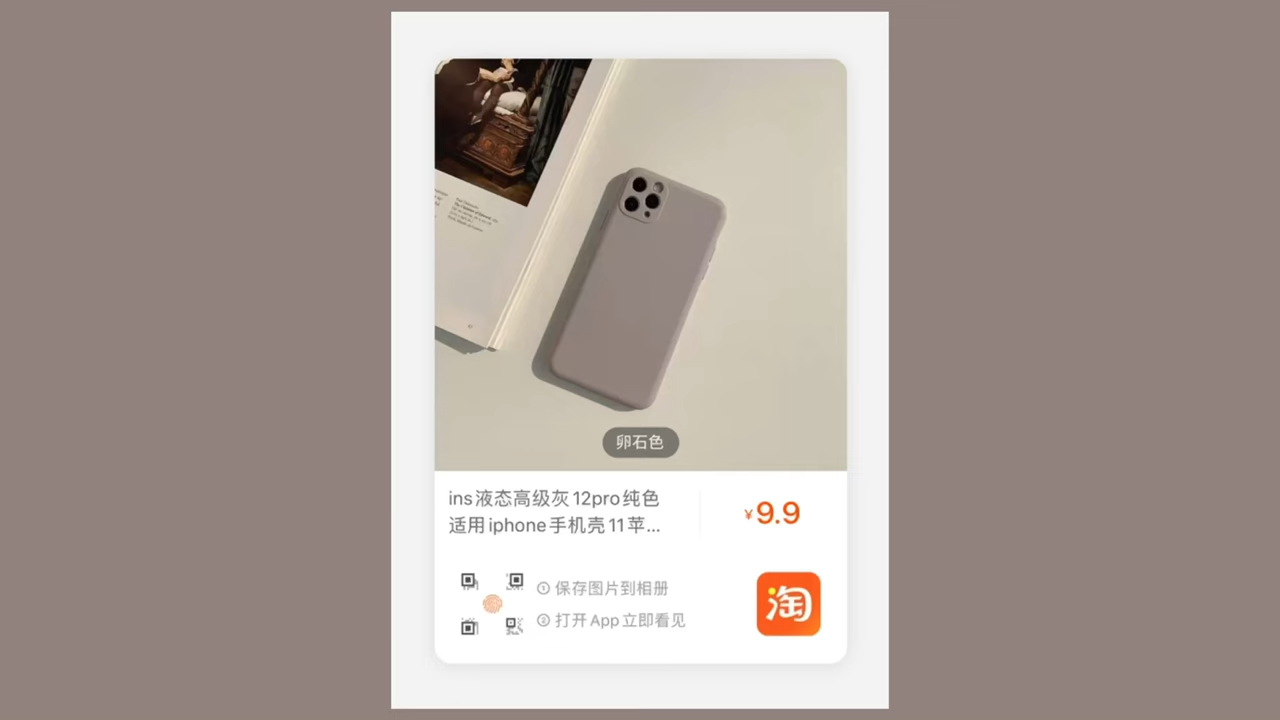 卵石色
ins液态高级灰12pro纯色
适用iphone手机壳11苹...
¥9.9
① 保存图片到相册
② 打开App立即看见
淘